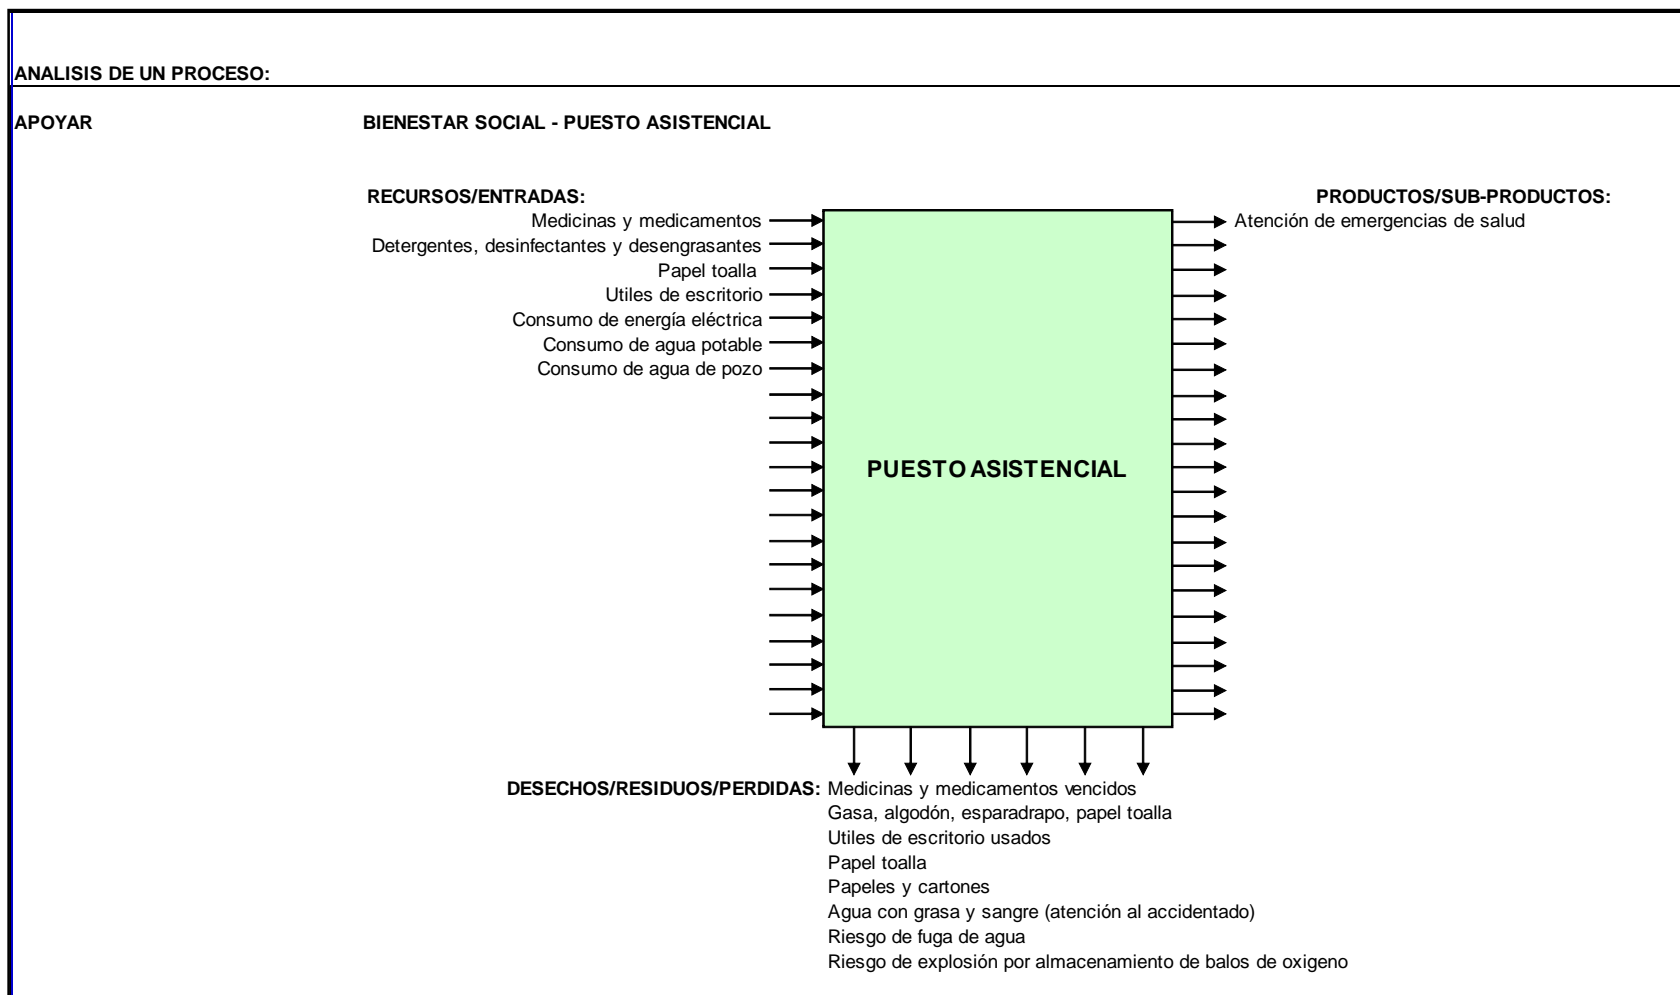 ANALISIS DE UN PROCESO:
APOYAR
BIENESTAR SOCIAL - PUESTO ASISTENCIAL
RECURSOS/ENTRADAS:
PRODUCTOS/SUB-PRODUCTOS:
Medicinas y medicamentos
Atención de emergencias de salud
Detergentes, desinfectantes y desengrasantes
Papel toalla
Utiles de escritorio
Consumo de energía eléctrica
Consumo de agua potable
Consumo de agua de pozo
PUESTO ASISTENCIAL
DESECHOS/RESIDUOS/PERDIDAS:
Medicinas y medicamentos vencidos
Gasa, algodón, esparadrapo, papel toalla
Utiles de escritorio usados
Papel toalla
Papeles y cartones
Agua con grasa y sangre (atención al accidentado)
Riesgo de fuga de agua
Riesgo de explosión por almacenamiento de balos de oxigeno